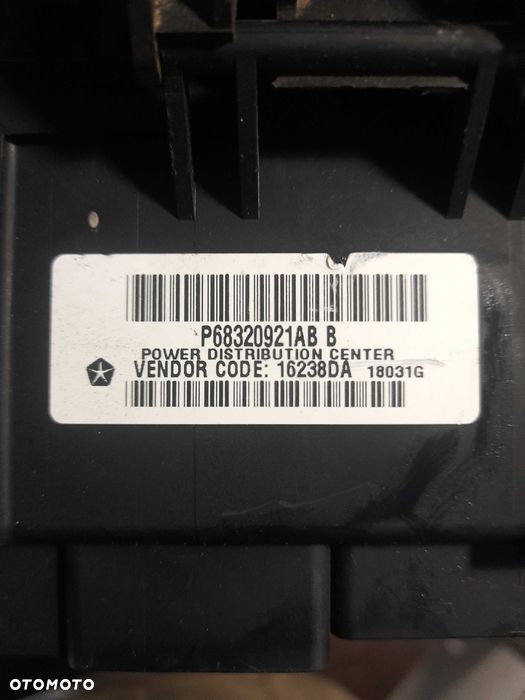 P68320921AB B
POWER DISTRIBUTION CENTER
VENDOR CODE: 16238DA 18031G
OTOMOTO